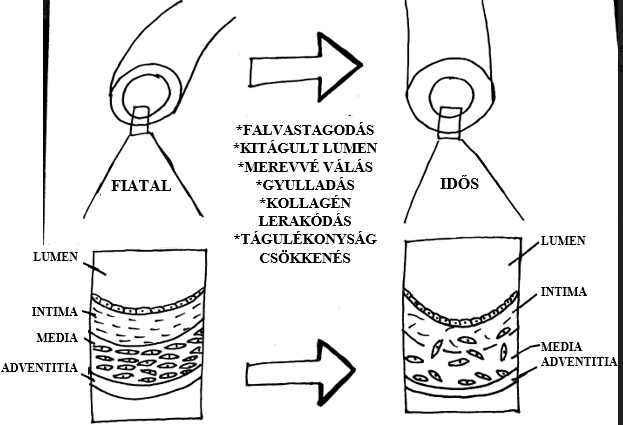 *FALVASTAGODÁS
*KITÁGULT LUMEN
*MEREVVÉ VÁLÁS
*GYULLADÁS
*KOLLAGÉN
LERAKÓDÁS
*TÁGULÉKONYSÁG
CSÖKKENÉS
FIATAL
IDŐS
LUMEN
INTIMA
MEDIA
ADVENTITIA
LUMEN
INTIMA
MEDIA
ADVENTITIA